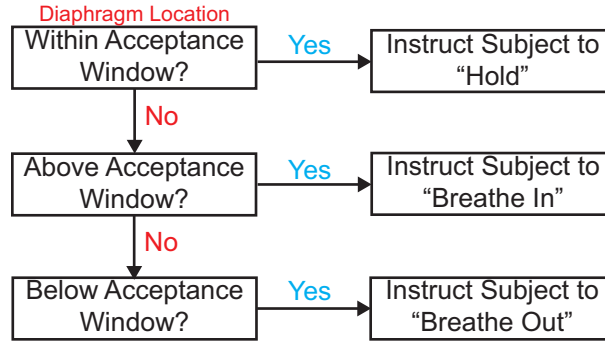 Diaphragm Location
Within Acceptance
Window?
Yes
Instruct Subject to
“Hold”
No
Above Acceptance
Window?
Yes
Instruct Subject to
“Breathe In”
No
Below Acceptance
Window?
Yes
Instruct Subject to
“Breathe Out”